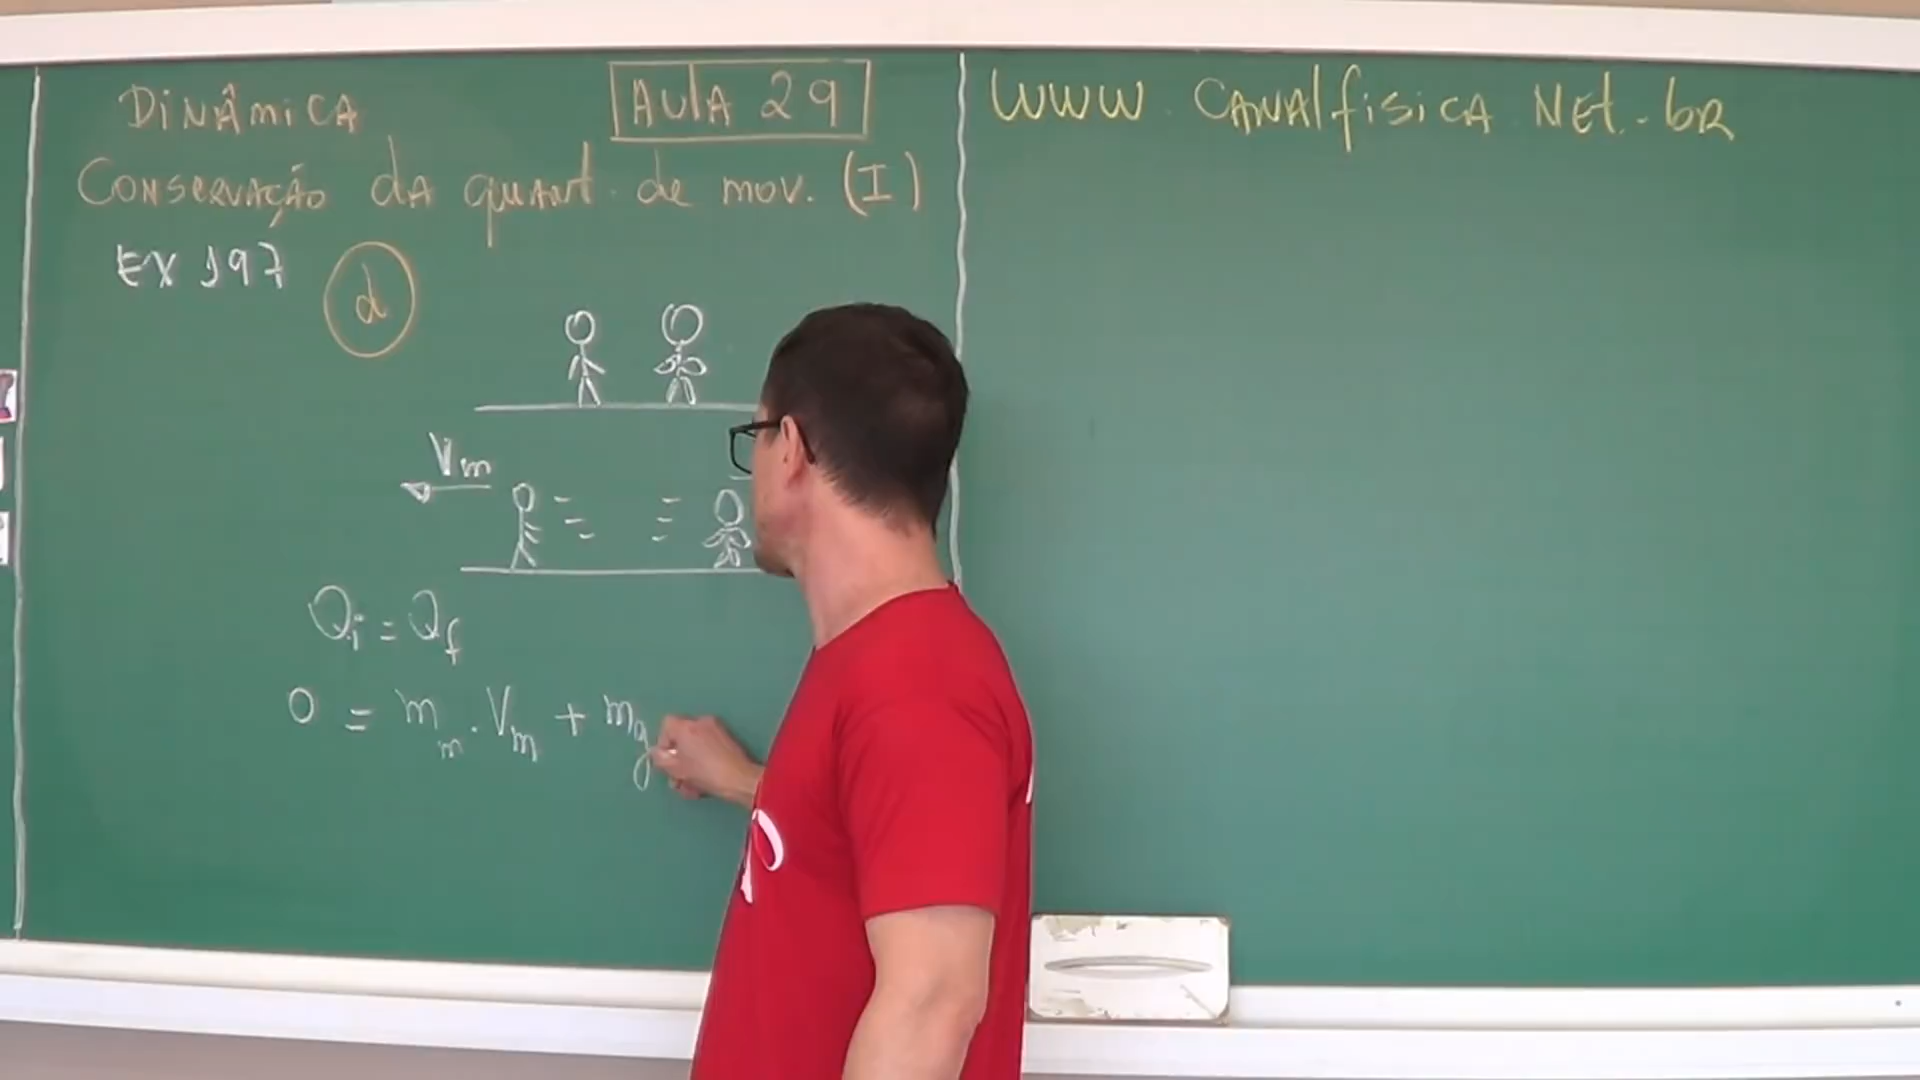 DINÂMICA
AULA 29
CONSERVAÇÃO DA QUANT. de mov. (I)
EX 197
d
Vm
Qi = Qf
0 = mm . Vm + mg
WWW. CANALfisiCA. NEt.bR